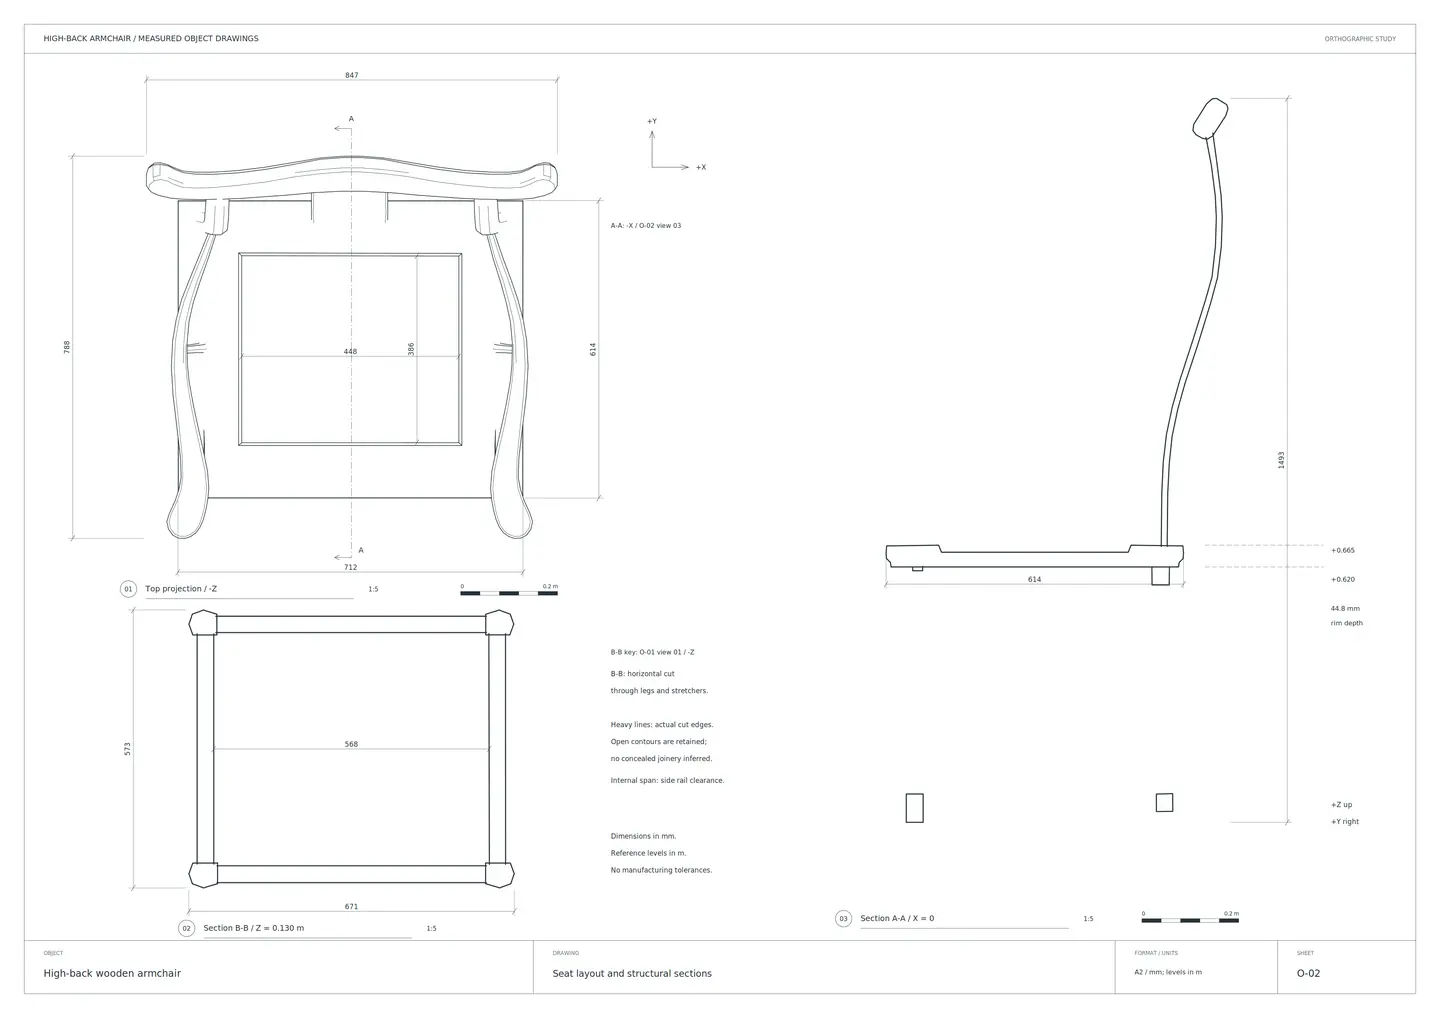 HIGH-BACK ARMCHAIR / MEASURED OBJECT DRAWINGS
ORTHOGRAPHIC STUDY
847
A
+Y
+X
A-A: -X / O-02 view 03
788
448
386
614
A
712
01
Top projection / -Z
1:5
0
0.2 m
573
568
671
02
Section B-B / Z = 0.130 m
1:5
B-B key: O-01 view 01 / -Z
B-B: horizontal cut
through legs and stretchers.
Heavy lines: actual cut edges.
Open contours are retained;
no concealed joinery inferred.
Internal span: side rail clearance.
Dimensions in mm.
Reference levels in m.
No manufacturing tolerances.
1493
614
+0.665
+0.620
44.8 mm
rim depth
+Z up
+Y right
03
Section A-A / X = 0
1:5
0
0.2 m
OBJECT
High-back wooden armchair
DRAWING
Seat layout and structural sections
FORMAT / UNITS
A2 / mm; levels in m
SHEET
O-02